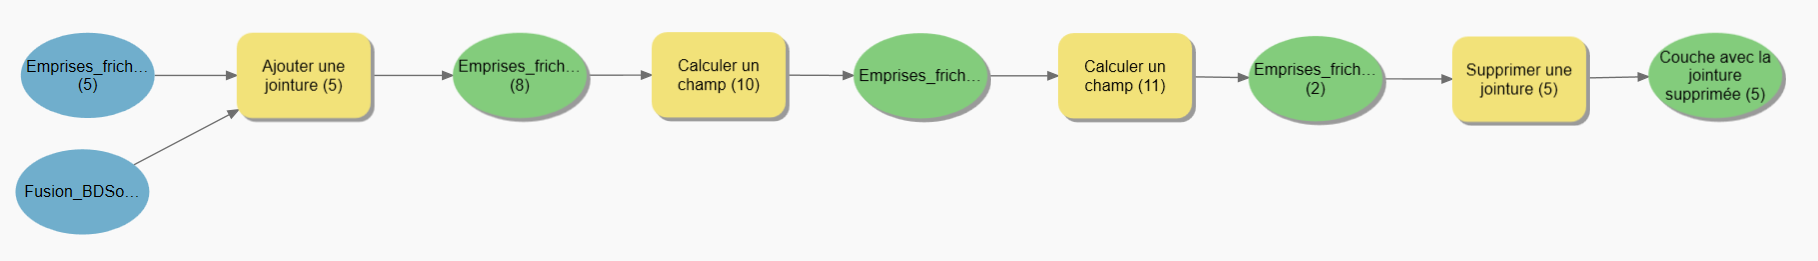 Emprises_frich...
(5)
Ajouter une
jointure (5)
Emprises_frich...
(8)
Calculer un
champ (10)
Emprises_frich...
Calculer un
champ (11)
Emprises_frich...
(2)
Supprimer une
jointure (5)
Couche avec la
jointure
supprimée (5)
Fusion_BDSo...